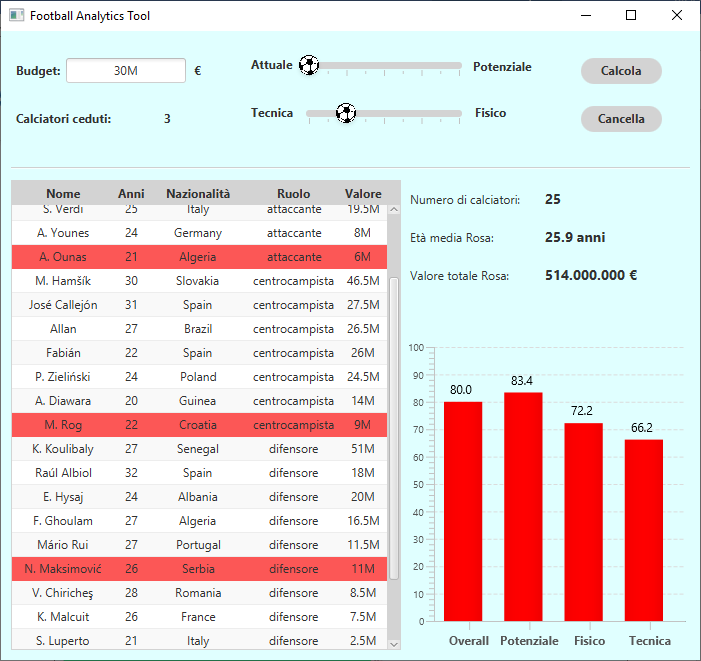 Football Analytics Tool
Budget: 30M €
Attuale Potenziale
Calcola
Calciatori ceduti: 3
Tecnica Fisico
Cancella
Nome Anni Nazionalità Ruolo Valore
S. Verdi 25 Italy attaccante 19.5M
A. Younes 24 Germany attaccante 8M
A. Ounas 21 Algeria attaccante 6M
M. Hamšík 30 Slovakia centrocampista 46.5M
José Callejón 31 Spain centrocampista 27.5M
Allan 27 Brazil centrocampista 26.5M
Fabián 22 Spain centrocampista 26M
P. Zieliński 24 Poland centrocampista 24.5M
A. Diawara 20 Guinea centrocampista 14M
M. Rog 22 Croatia centrocampista 9M
K. Koulibaly 27 Senegal difensore 51M
Raúl Albiol 32 Spain difensore 18M
E. Hysaj 24 Albania difensore 20M
F. Ghoulam 27 Algeria difensore 16.5M
Mário Rui 27 Portugal difensore 11.5M
N. Maksimović 26 Serbia difensore 11M
V. Chiricheş 28 Romania difensore 8.5M
K. Malcuit 26 France difensore 7.5M
S. Luperto 21 Italy difensore 2.5M
Numero di calciatori: 25
Età media Rosa: 25.9 anni
Valore totale Rosa: 514.000.000 €
100
90
80
70
60
50
40
30
20
10
0
80.0 83.4 72.2 66.2
Overall Potenziale Fisico Tecnica